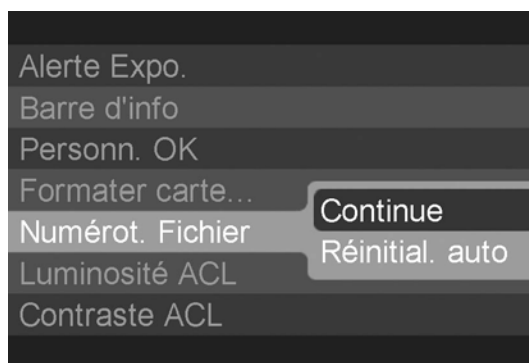 Alerte Expo.
Barre d'info
Personn. OK
Formater carte...
Numérot. Fichier
Continue
Réinitial. auto
Luminosité ACL
Contraste ACL